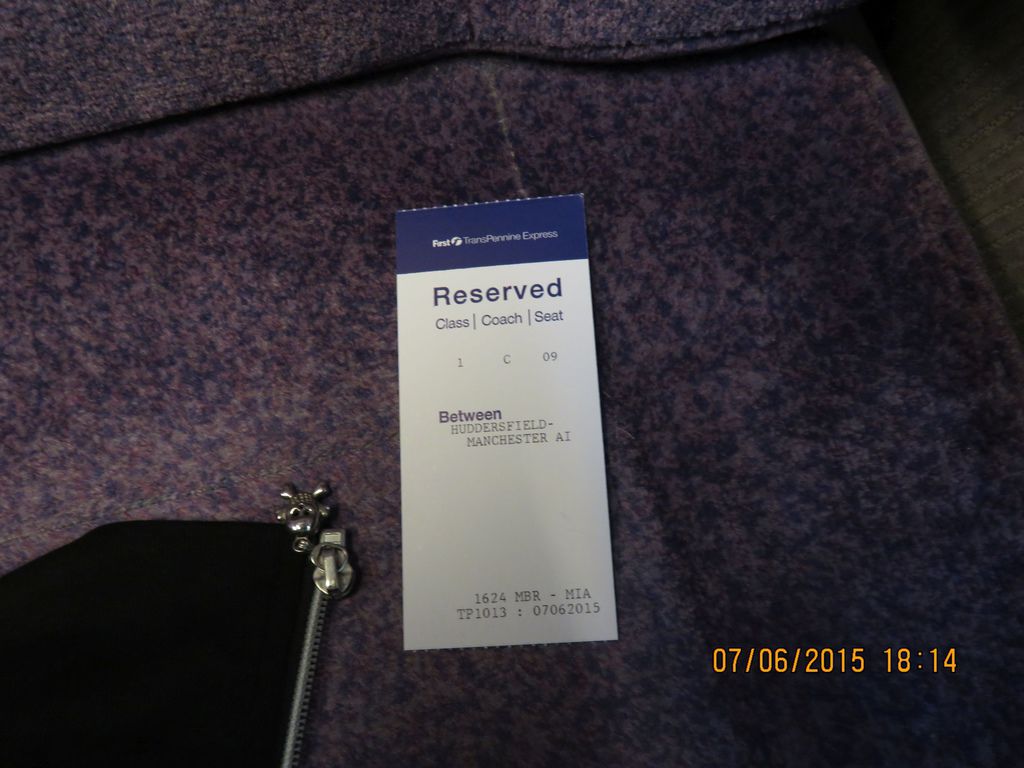 First TransPennine Express
Reserved
Class | Coach | Seat
1 C 09
Between
HUDDERSFIELD-
MANCHESTER AI
1624 MBR - MIA
TP1013 : 07062015
07/06/2015 18:14